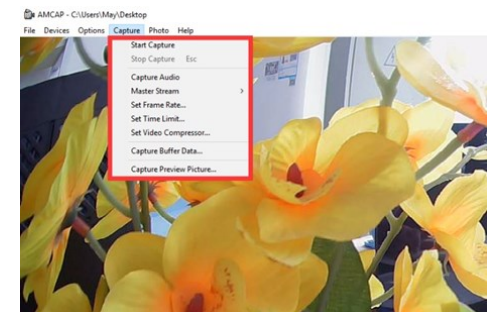 AMCAP - C:\Users\May\Desktop
File Devices Options Capture Photo Help
Start Capture
Stop Capture Esc
Capture Audio
Master Stream >
Set Frame Rate...
Set Time Limit...
Set Video Compressor...
Capture Buffer Data...
Capture Preview Picture...